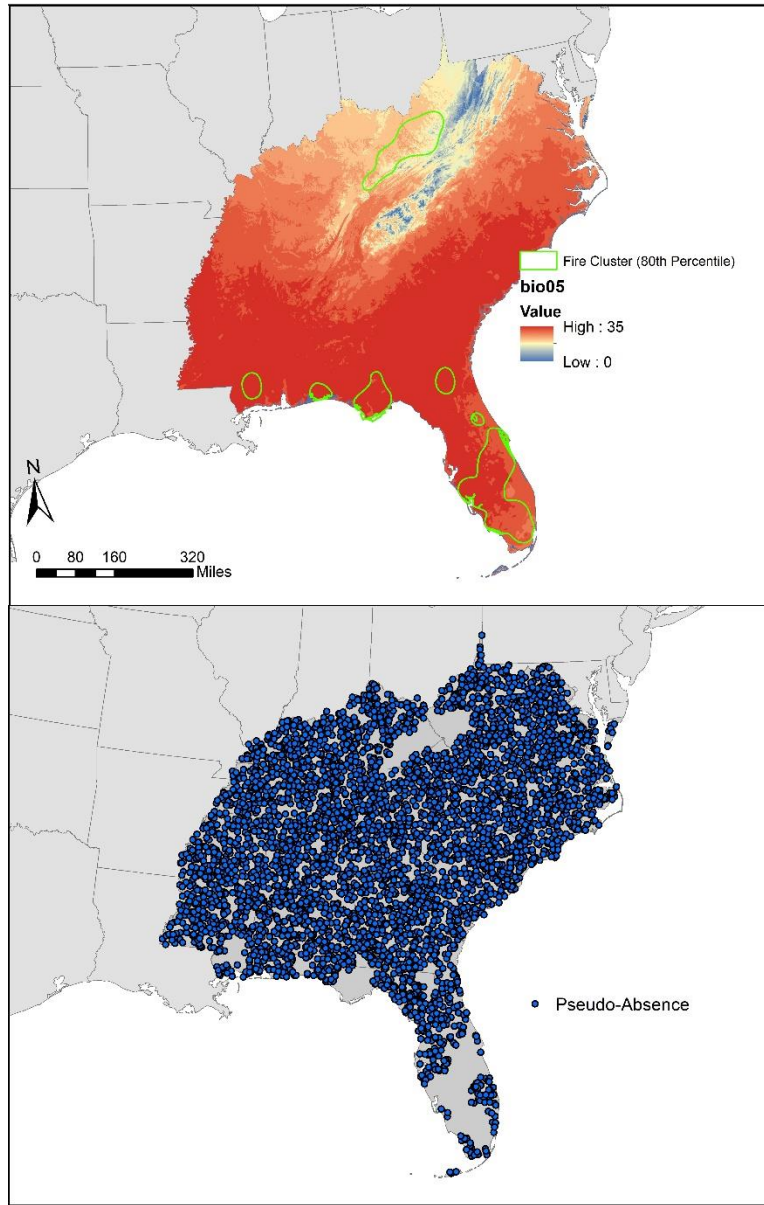 Fire Cluster (80th Percentile)
bio05
Value
High : 35
Low : 0
N
0 80 160 320
Miles
Pseudo-Absence